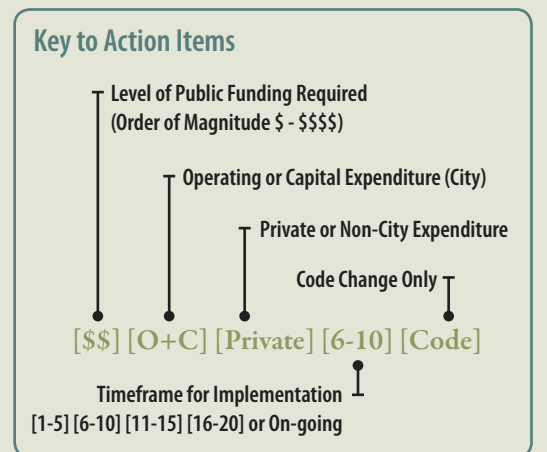 Key to Action Items
Level of Public Funding Required
(Order of Magnitude $ - $$$$)
Operating or Capital Expenditure (City)
Private or Non-City Expenditure
Code Change Only
[$$] [O+C] [Private] [6-10] [Code]
Timeframe for Implementation
[1-5] [6-10] [11-15] [16-20] or On-going